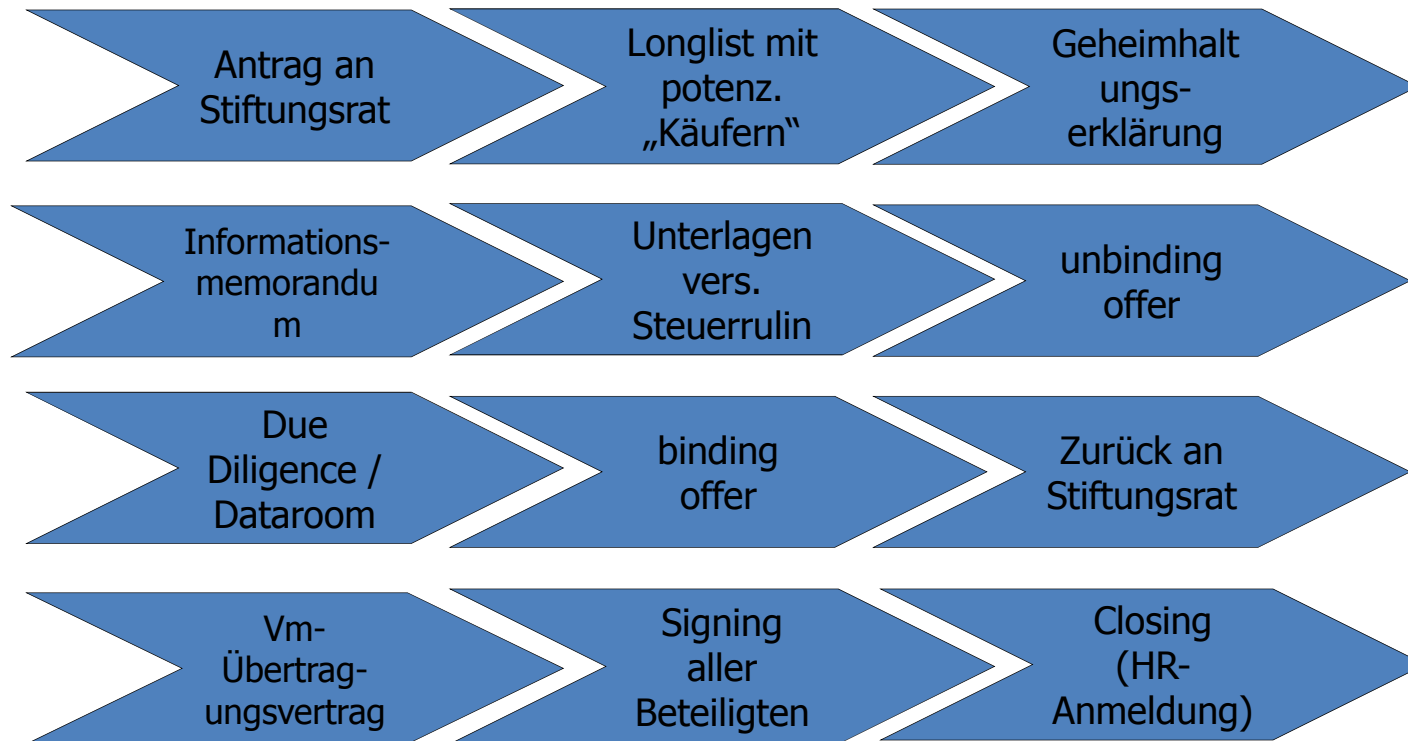 Antrag an
Stiftungsrat
Longlist mit
potenz.
„Käufern“
Geheimhalt
ungs-
erklärung
Informations-
memorandu
m
Unterlagen
vers.
Steuerrulin
unbinding
offer
Due
Diligence /
Dataroom
binding
offer
Zurück an
Stiftungsrat
Vm-
Übertrag-
ungsvertrag
Signing
aller
Beteiligten
Closing
(HR-
Anmeldung)